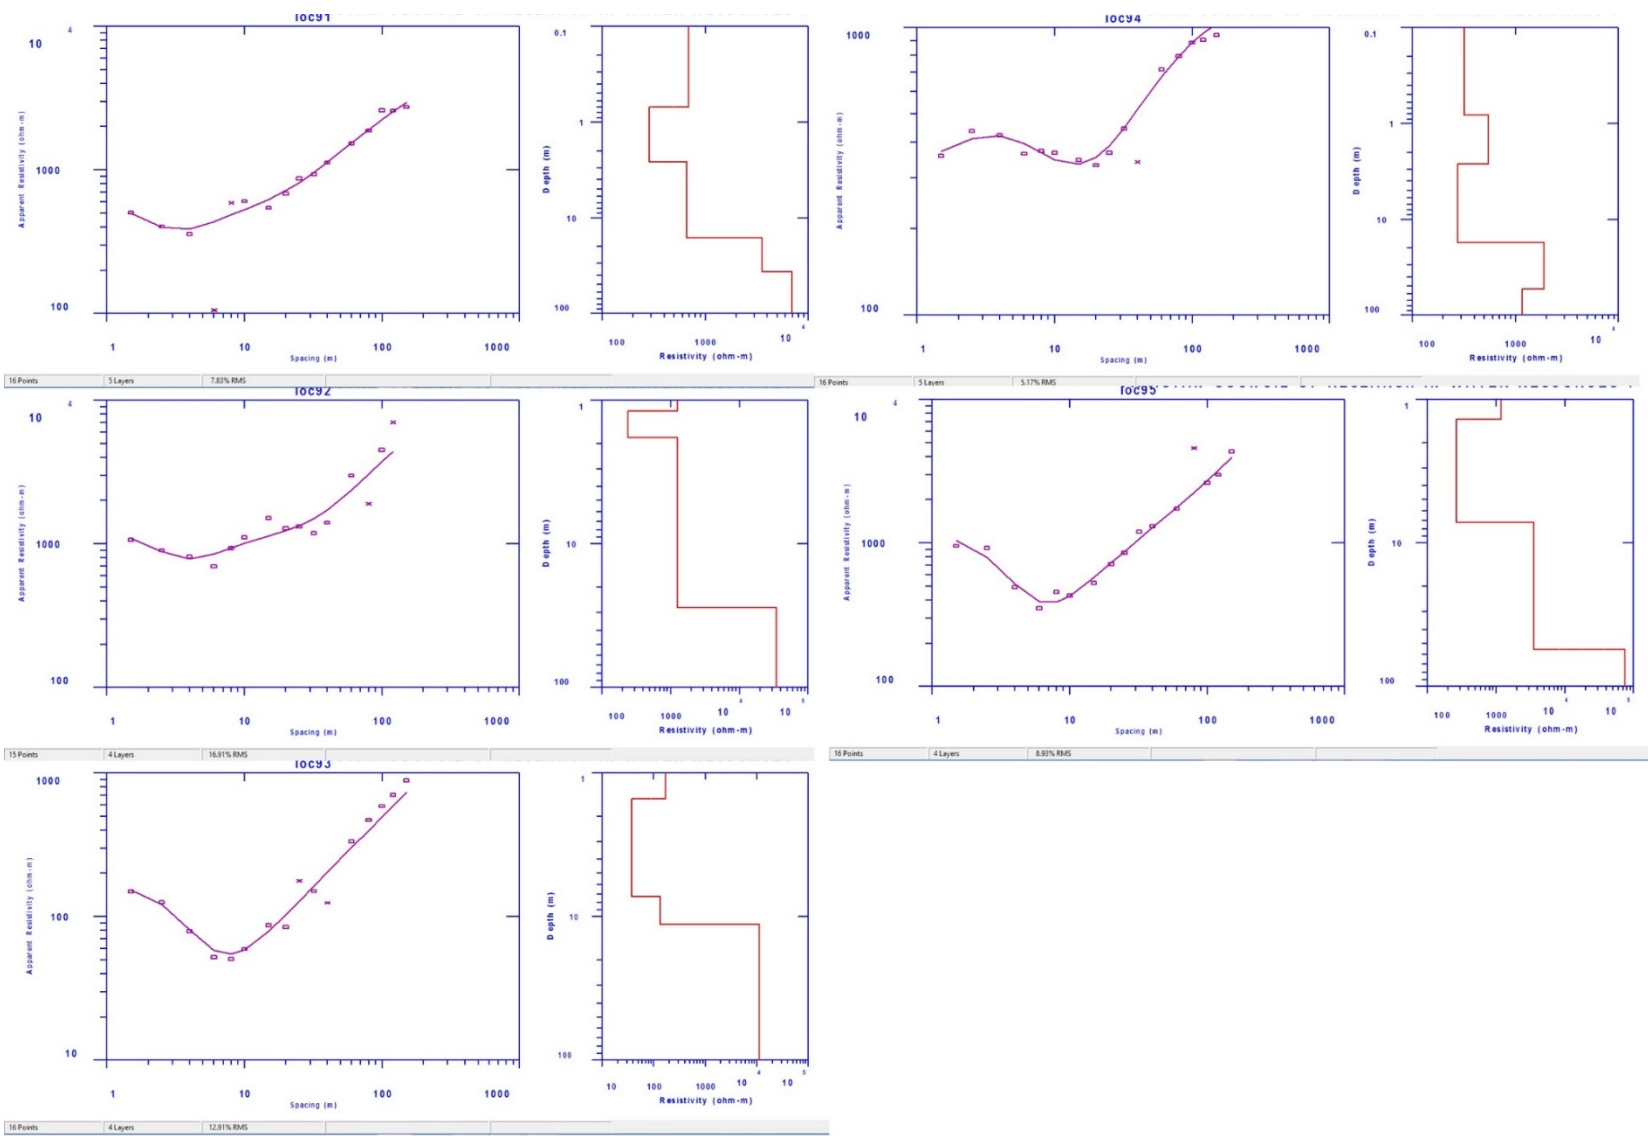 loc91
10 4
1000
100
Apparent Resistivity (ohm-m)
1 10 100 1000
Spacing (m)
0.1
1
10
100
Depth (m)
100 1000 10 4
Resistivity (ohm-m)
16 Points 5 Layers 7.83% RMS
loc94
1000
100
Apparent Resistivity (ohm-m)
1 10 100 1000
Spacing (m)
0.1
1
10
100
Depth (m)
100 1000 10 4
Resistivity (ohm-m)
16 Points 5 Layers 5.17% RMS
loc92
10 4
1000
100
Apparent Resistivity (ohm-m)
1 10 100 1000
Spacing (m)
1
10
100
Depth (m)
100 1000 10 4 10 5
Resistivity (ohm-m)
15 Points 4 Layers 16.91% RMS
loc95
10 4
1000
100
Apparent Resistivity (ohm-m)
1 10 100 1000
Spacing (m)
1
10
100
Depth (m)
100 1000 10 4 10 5
Resistivity (ohm-m)
16 Points 4 Layers 8.93% RMS
loc93
1000
100
10
Apparent Resistivity (ohm-m)
1 10 100 1000
Spacing (m)
1
10
100
Depth (m)
10 100 1000 10 4 10 5
Resistivity (ohm-m)
16 Points 4 Layers 12.91% RMS